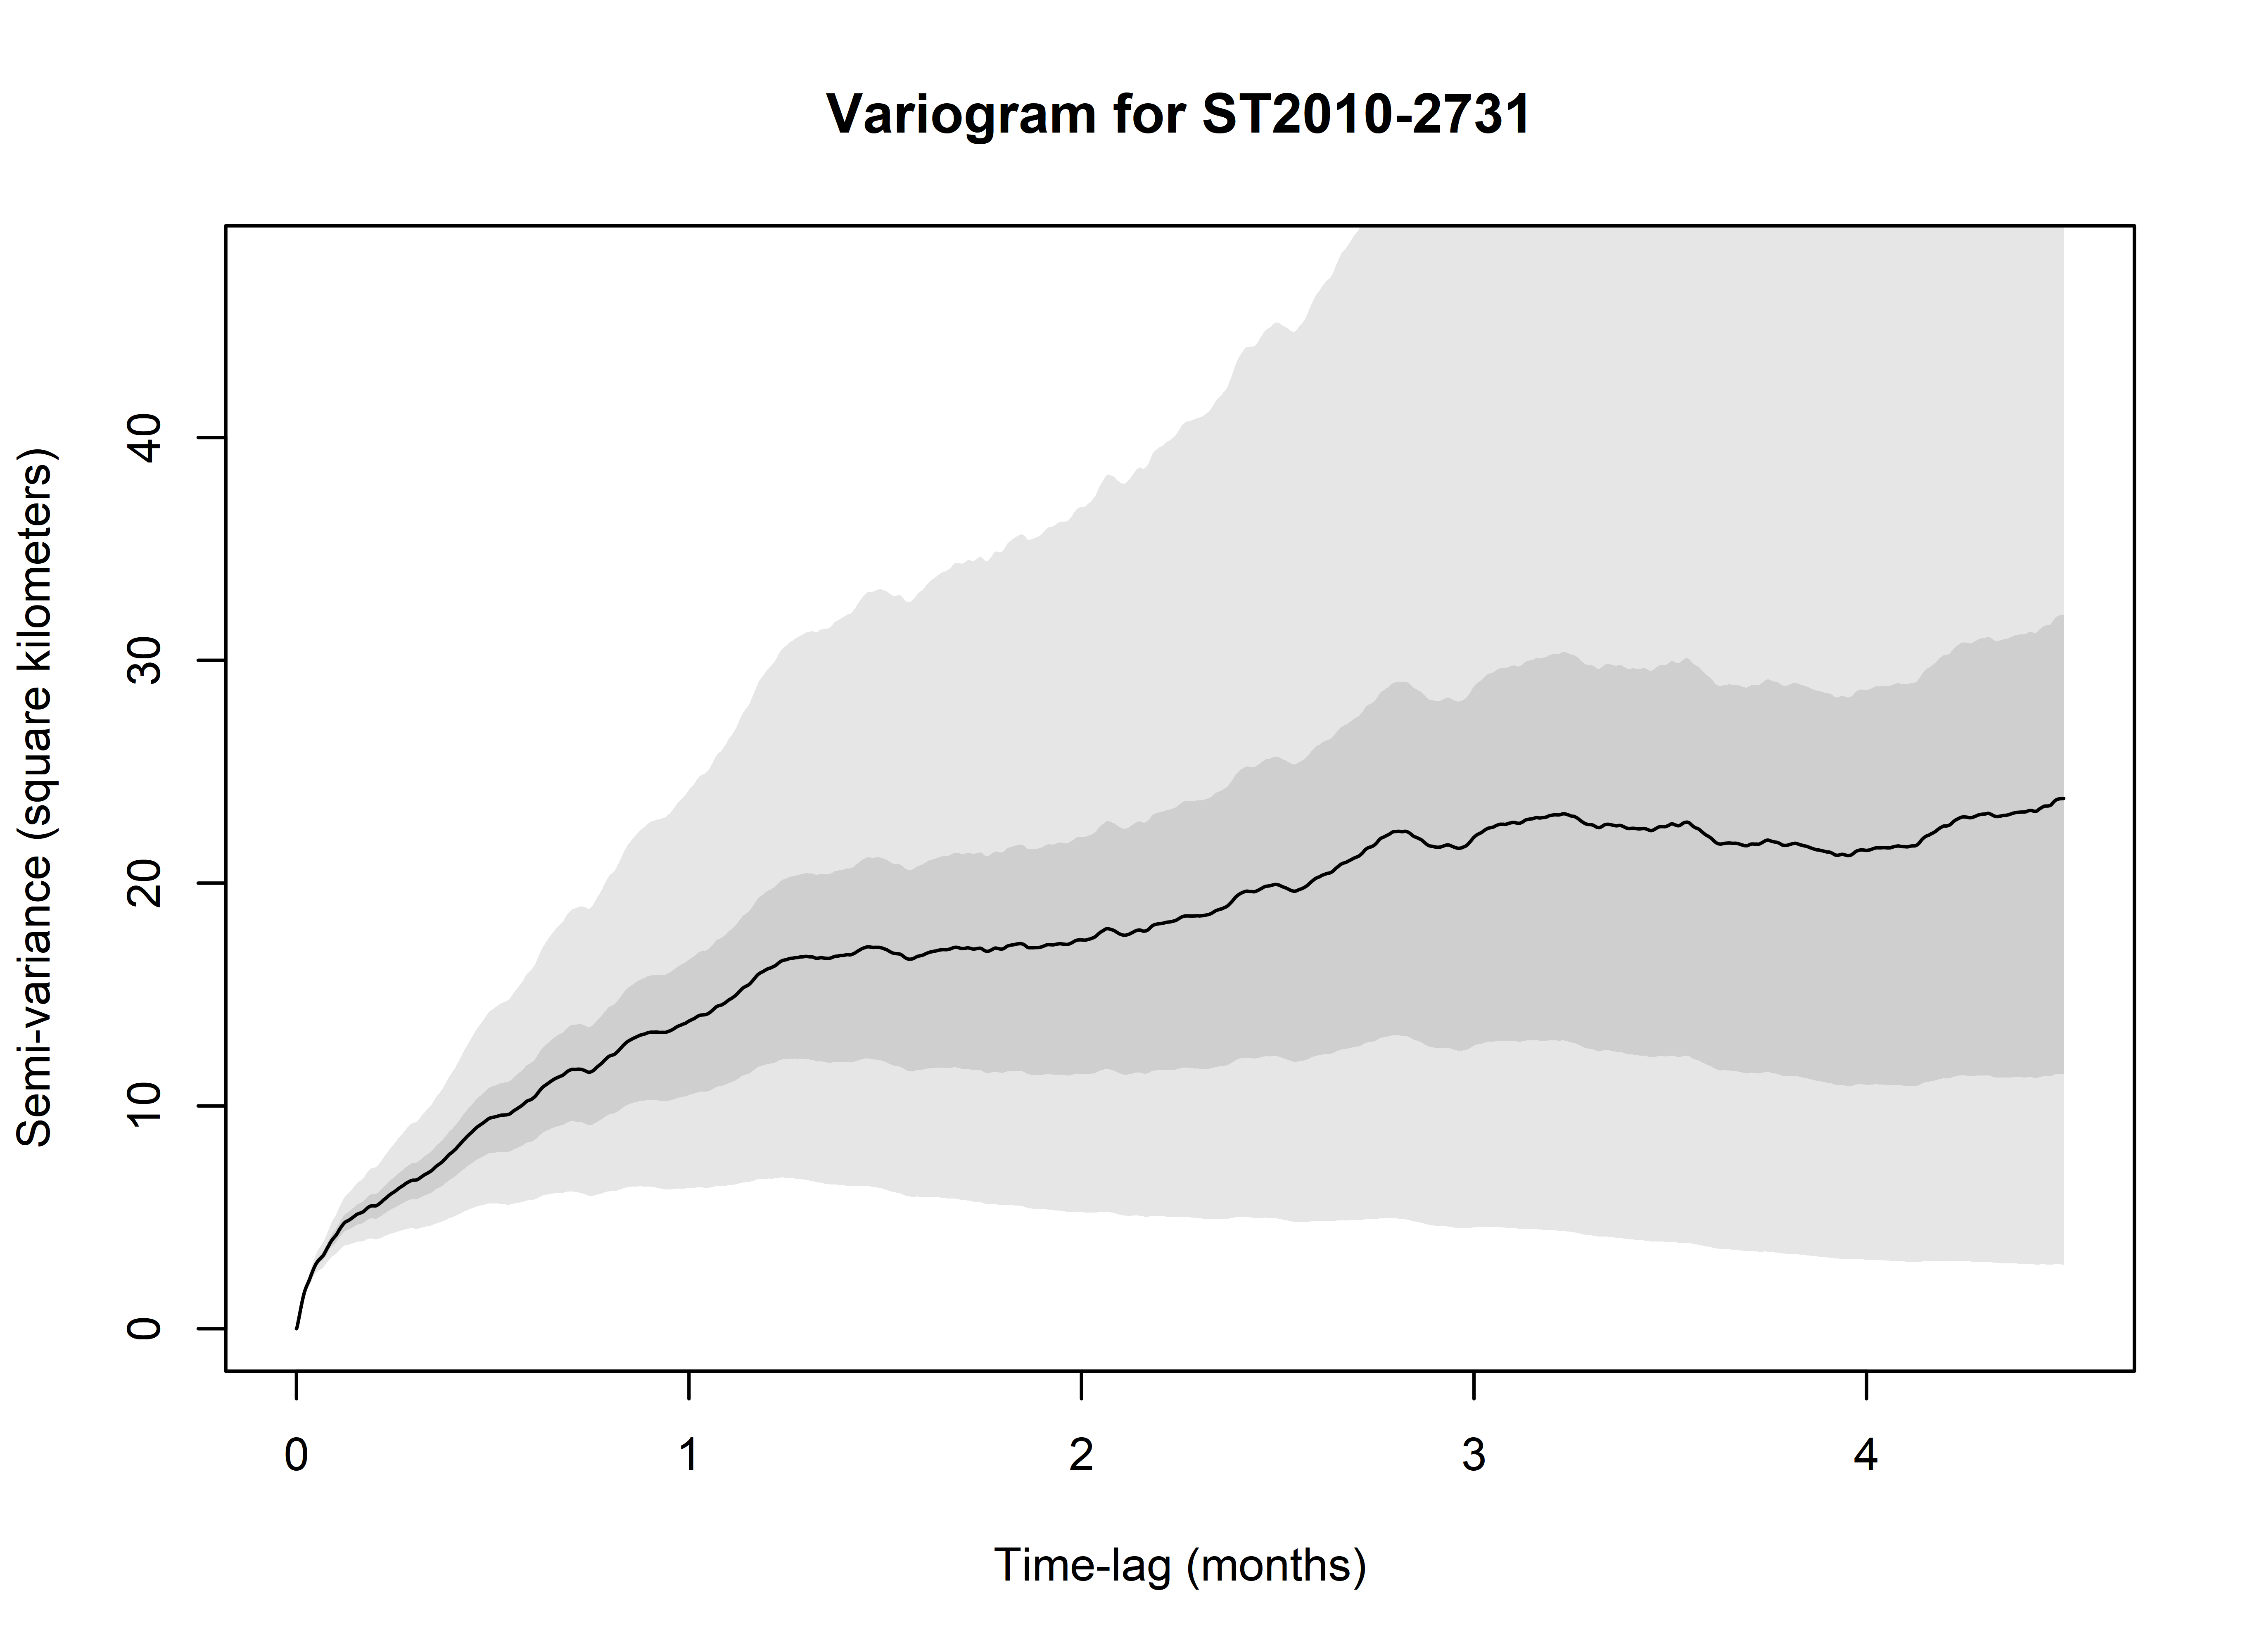 Variogram for ST2010-2731
Semi-variance (square kilometers)
40
30
20
10
0
0 1 2 3 4
Time-lag (months)